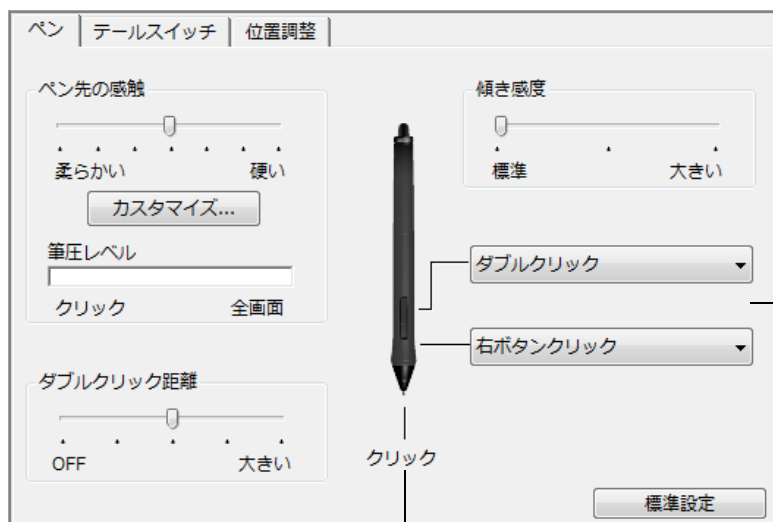 ペン テールスイッチ 位置調整
ペン先の感触
柔らかい 硬い
カスタマイズ...
筆圧レベル
クリック 全画面
ダブルクリック距離
OFF 大きい
クリック
傾き感度
標準 大きい
ダブルクリック
右ボタンクリック
標準設定